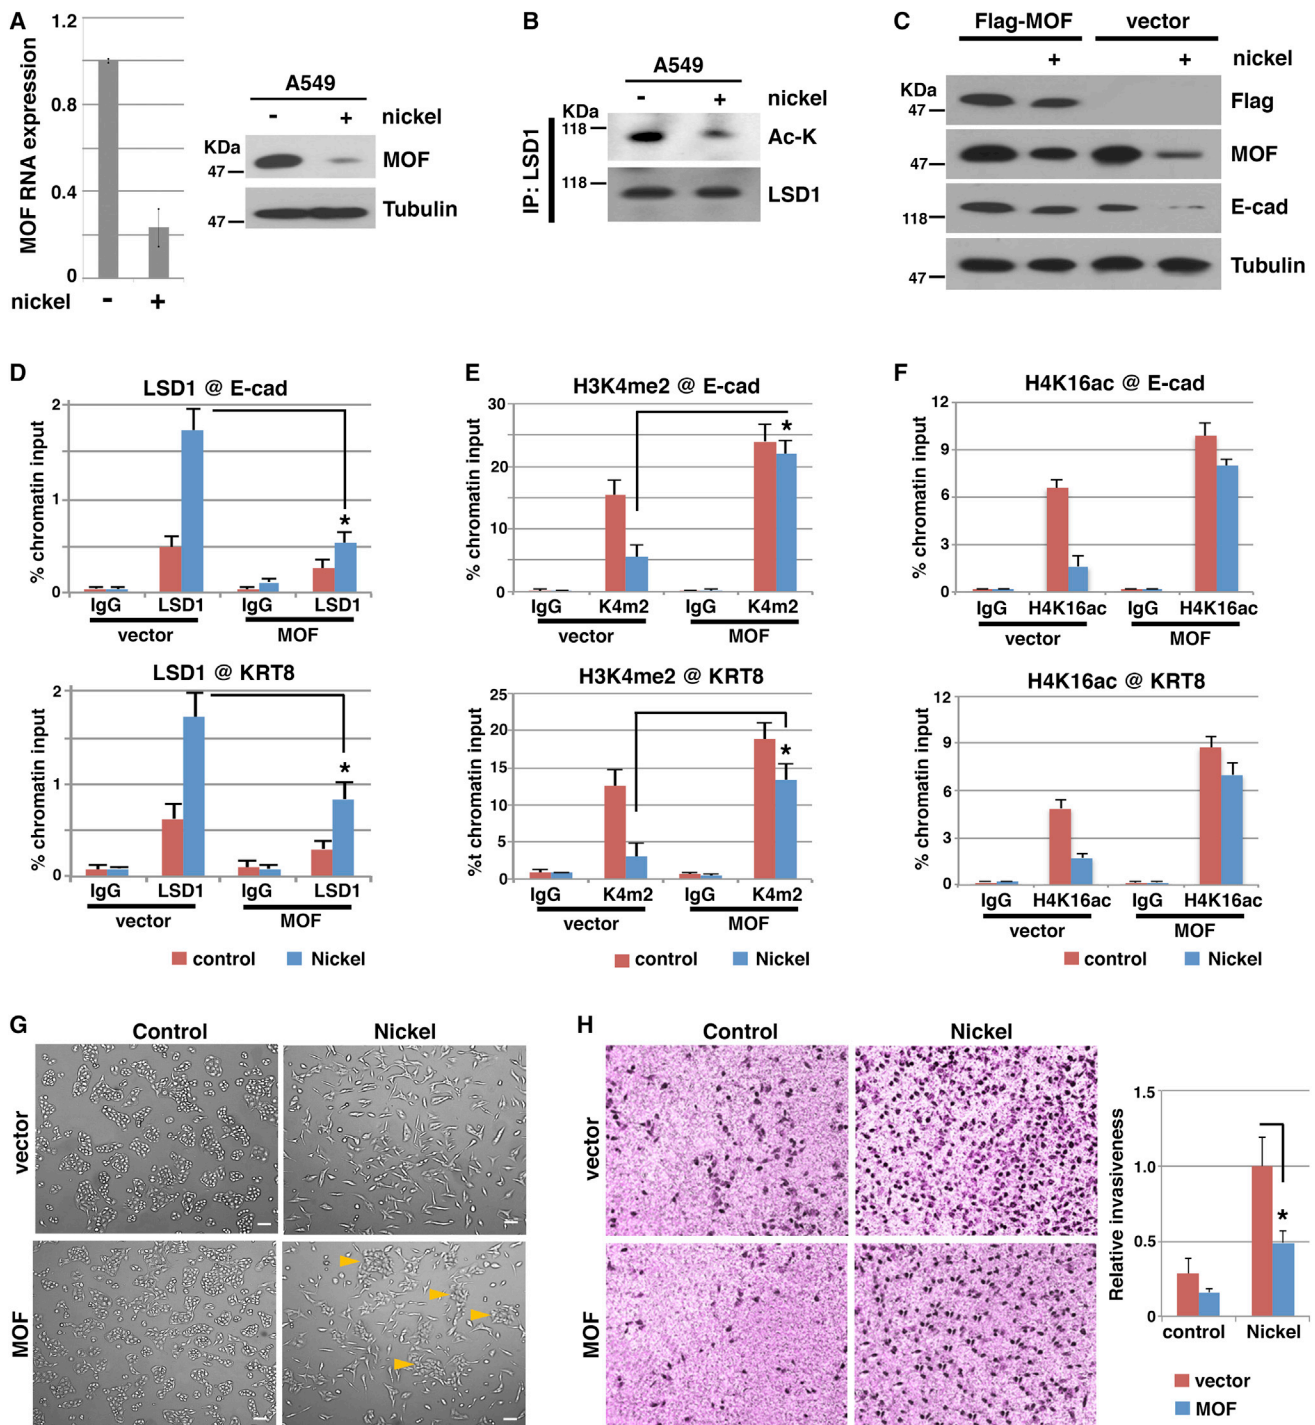 A
1.2
0.8
0.4
0
MOF RNA expression
nickel - +
A549
- + nickel
KDa
47
MOF
47
Tubulin
B
A549
- + nickel
KDa
118
Ac-K
118
LSD1
IP: LSD1
C
Flag-MOF vector
+ + nickel
KDa
47
Flag
47
MOF
118
E-cad
47
Tubulin
D
LSD1 @ E-cad
2
1
0
% chromatin input
IgG LSD1 IgG LSD1
vector MOF
LSD1 @ KRT8
2
1
0
% chromatin input
IgG LSD1 IgG LSD1
vector MOF
control Nickel
*
*
E
H3K4me2 @ E-cad
30
20
10
0
% chromatin input
IgG K4m2 IgG K4m2
vector MOF
H3K4me2 @ KRT8
25
20
15
10
5
0
%t chromatin input
IgG K4m2 IgG K4m2
vector MOF
control Nickel
*
*
F
H4K16ac @ E-cad
12
9
6
3
0
% chromatin input
IgG H4K16ac IgG H4K16ac
vector MOF
H4K16ac @ KRT8
12
9
6
3
0
% chromatin input
IgG H4K16ac IgG H4K16ac
vector MOF
control Nickel
G
Control Nickel
vector
MOF
H
Control Nickel
vector
MOF
1.5
1.0
0.5
0
Relative invasiveness
*
control Nickel
vector
MOF